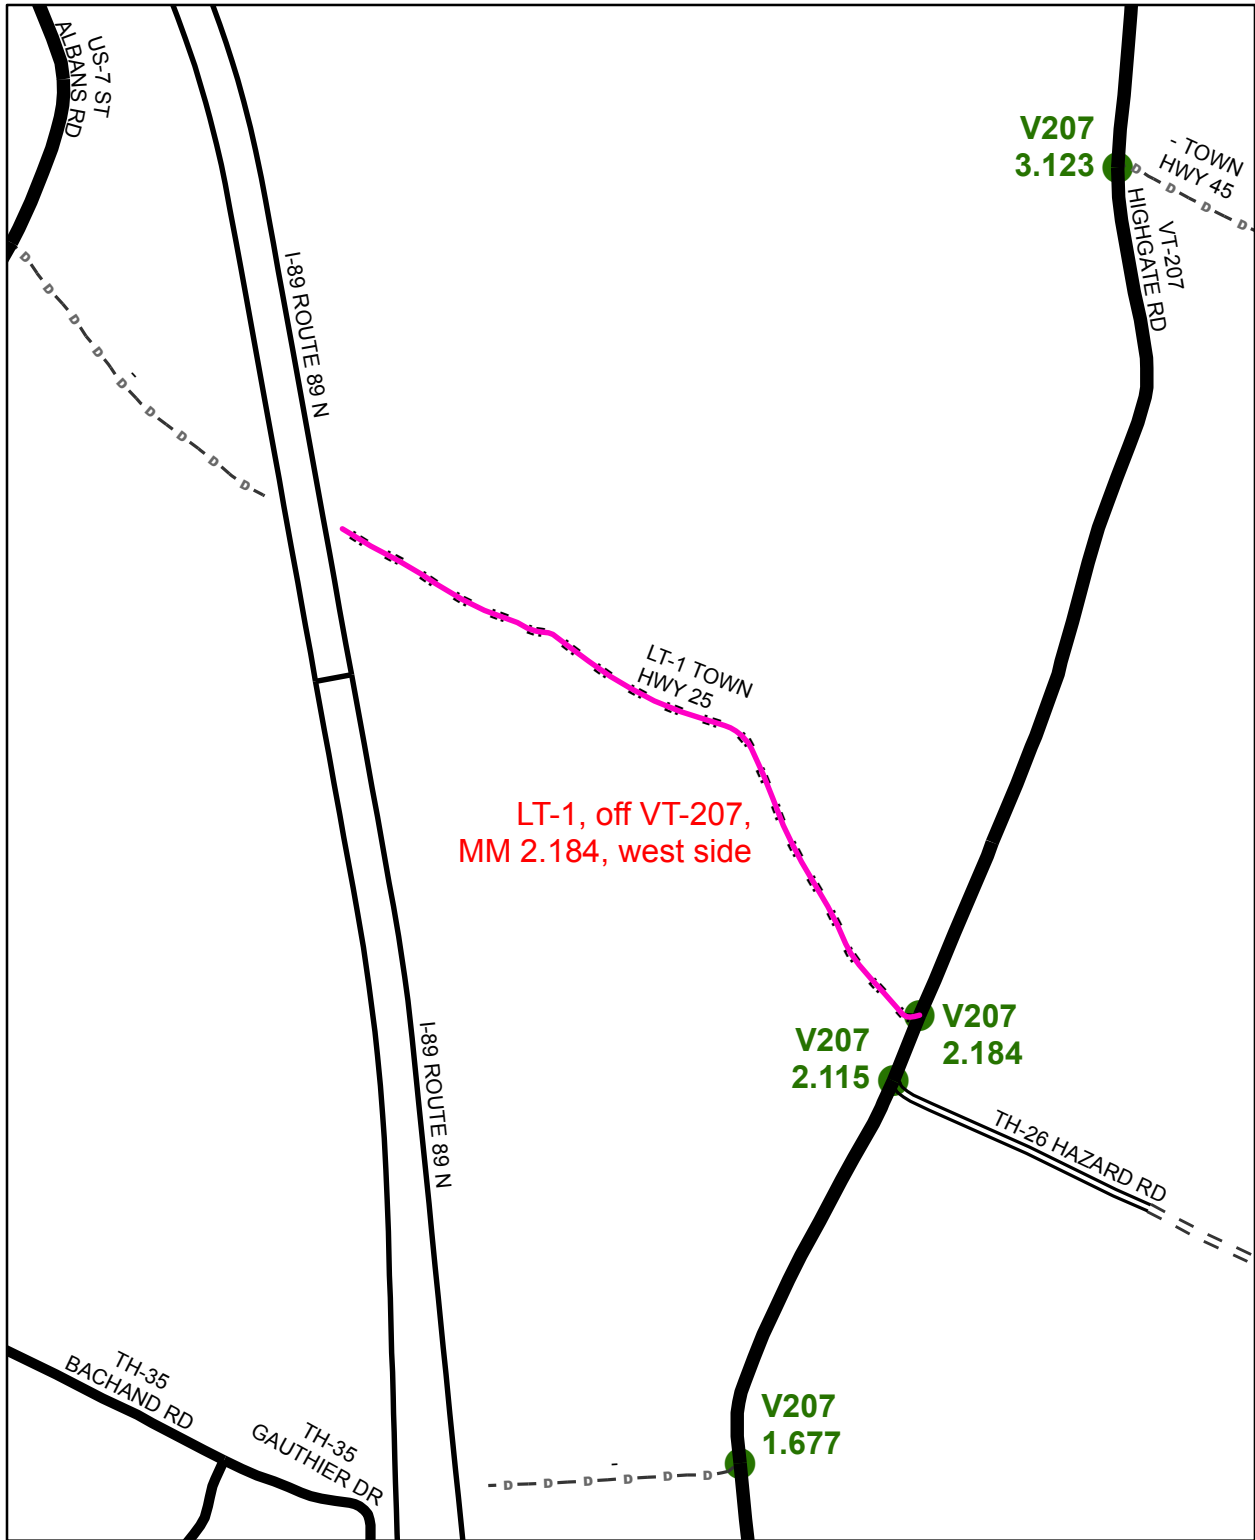 US-7 ST
ALBANS RD
V207
3.123
- TOWN
HWY 45
VT-207
HIGHGATE RD
I-89 ROUTE 89 N
D
D
D
D
D
D
D
D
D
D
D
D
-
LT-1 TOWN
HWY 25
LT-1, off VT-207,
MM 2.184, west side
V207
2.184
V207
2.115
I-89 ROUTE 89 N
TH-26 HAZARD RD
TH-35
BACHAND RD
TH-35
GAUTHIER DR
V207
1.677
-
D
D
D
D
D
D